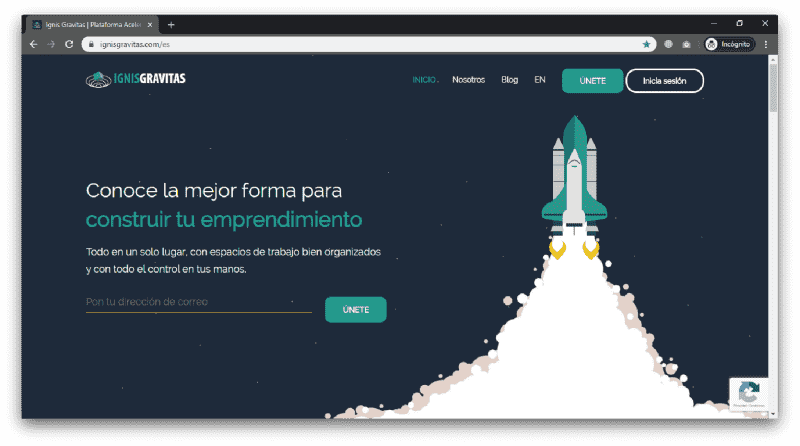 Ignis Gravitas | Plataforma Acele
ignisgravitas.com/es
Incógnito
IGNISGRAVITAS
INICIO
Nosotros
Blog
EN
ÚNETE
Inicia sesión
Conoce la mejor forma para
construir tu emprendimiento
Todo en un solo lugar, con espacios de trabajo bien organizados
y con todo el control en tus manos.
Pon tu dirección de correo
ÚNETE